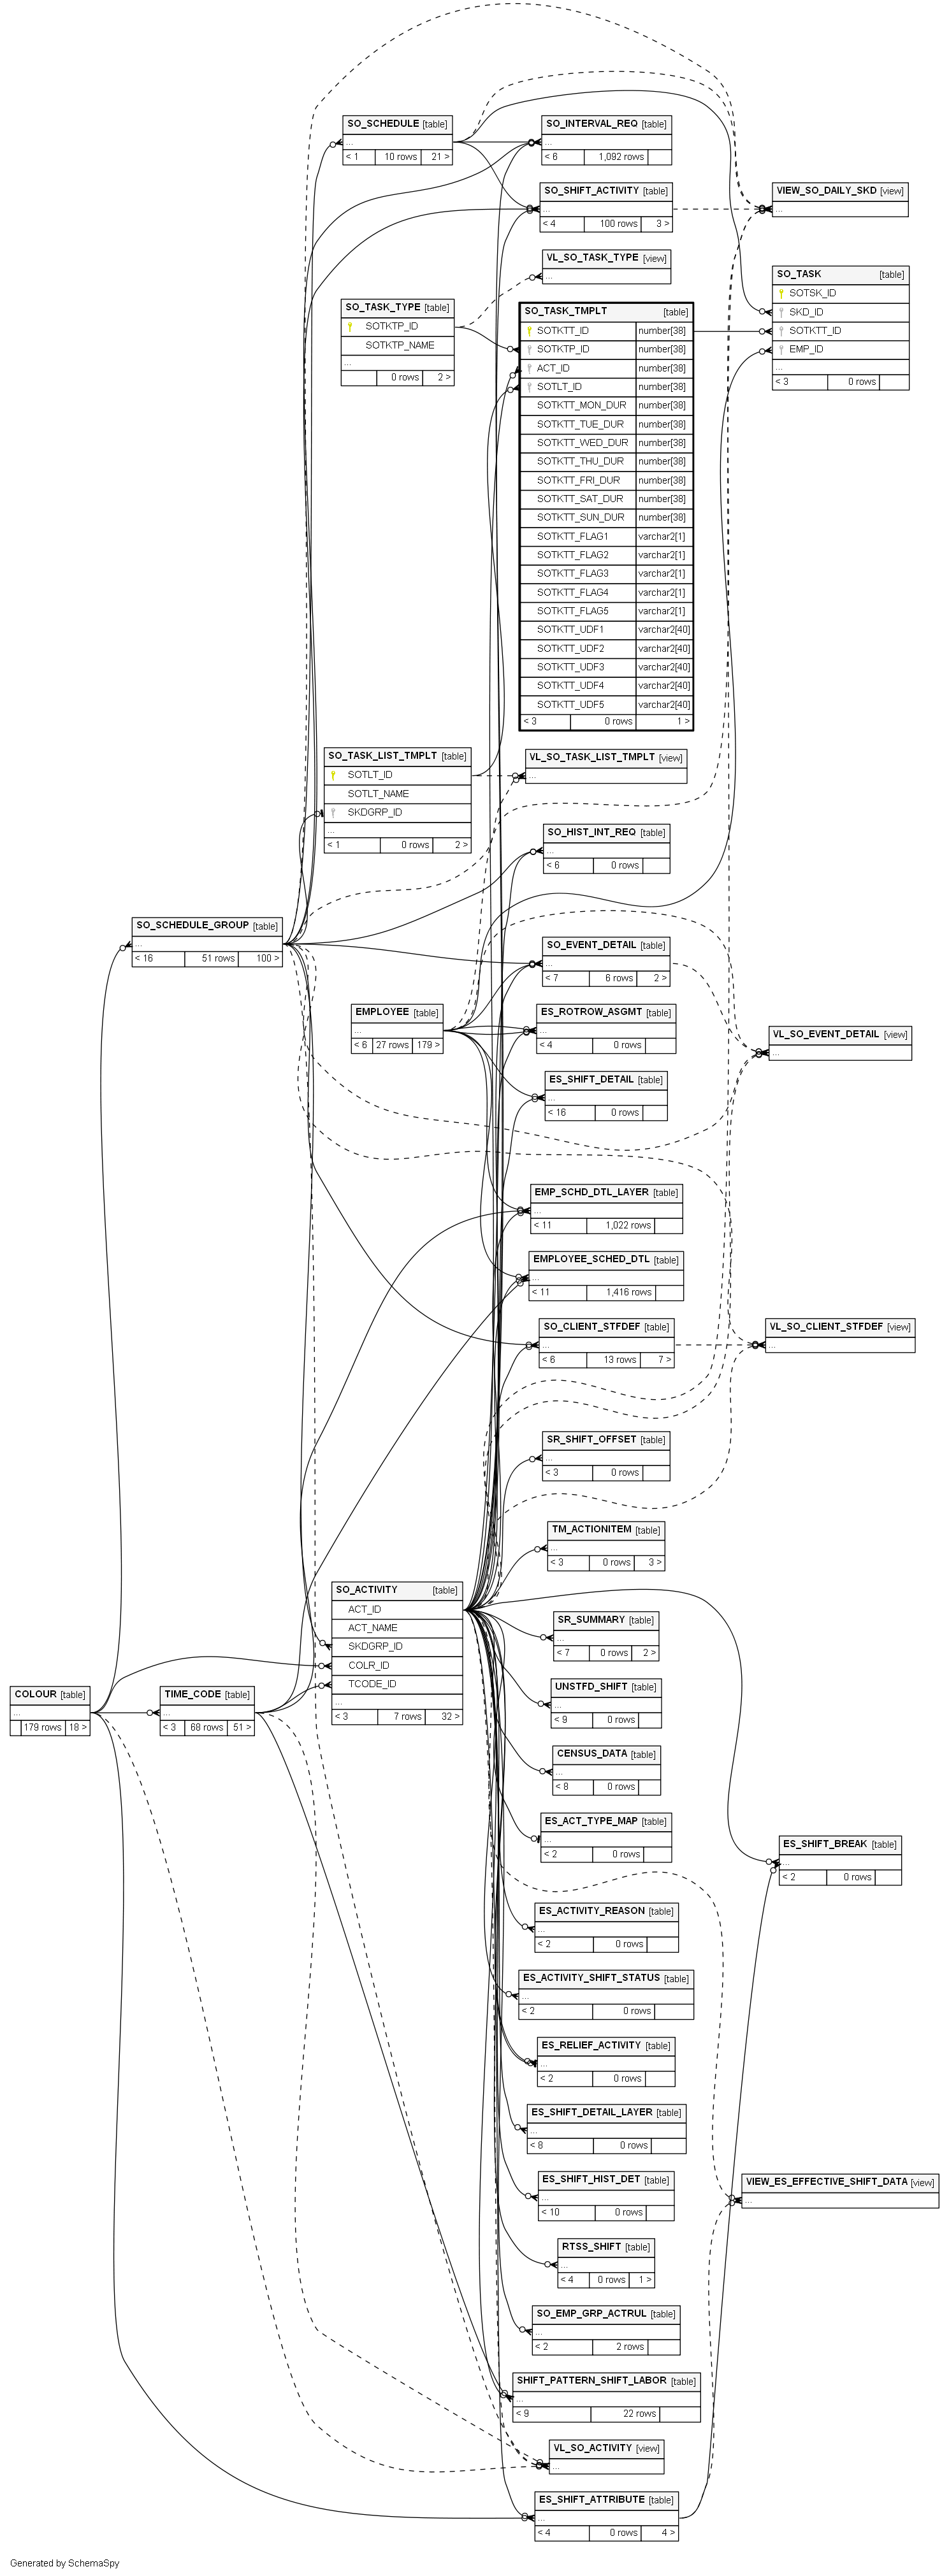 SO_SCHEDULE [table]
...
< 1 10 rows 21 >
SO_INTERVAL_REQ [table]
...
< 6 1,092 rows
SO_SHIFT_ACTIVITY [table]
...
< 4 100 rows 3 >
VIEW_SO_DAILY_SKD [view]
...
VL_SO_TASK_TYPE [view]
...
SO_TASK [table]
SOTSK_ID
SKD_ID
SOTKTT_ID
EMP_ID
...
< 3 0 rows
SO_TASK_TYPE [table]
SOTKTP_ID
SOTKTP_NAME
...
0 rows 2 >
SO_TASK_TMPLT [table]
SOTKTT_ID number[38]
SOTKTP_ID number[38]
ACT_ID number[38]
SOTLT_ID number[38]
SOTKTT_MON_DUR number[38]
SOTKTT_TUE_DUR number[38]
SOTKTT_WED_DUR number[38]
SOTKTT_THU_DUR number[38]
SOTKTT_FRI_DUR number[38]
SOTKTT_SAT_DUR number[38]
SOTKTT_SUN_DUR number[38]
SOTKTT_FLAG1 varchar2[1]
SOTKTT_FLAG2 varchar2[1]
SOTKTT_FLAG3 varchar2[1]
SOTKTT_FLAG4 varchar2[1]
SOTKTT_FLAG5 varchar2[1]
SOTKTT_UDF1 varchar2[40]
SOTKTT_UDF2 varchar2[40]
SOTKTT_UDF3 varchar2[40]
SOTKTT_UDF4 varchar2[40]
SOTKTT_UDF5 varchar2[40]
< 3 0 rows 1 >
SO_TASK_LIST_TMPLT [table]
SOTLT_ID
SOTLT_NAME
SKDGRP_ID
...
< 1 0 rows 2 >
VL_SO_TASK_LIST_TMPLT [view]
...
SO_HIST_INT_REQ [table]
...
< 6 0 rows
SO_SCHEDULE_GROUP [table]
...
< 16 51 rows 100 >
SO_EVENT_DETAIL [table]
...
< 7 6 rows 2 >
EMPLOYEE [table]
...
< 6 27 rows 179 >
ES_ROTROW_ASGMT [table]
...
< 4 0 rows
VL_SO_EVENT_DETAIL [view]
...
ES_SHIFT_DETAIL [table]
...
< 16 0 rows
EMP_SCHD_DTL_LAYER [table]
...
< 11 1,022 rows
EMPLOYEE_SCHED_DTL [table]
...
< 11 1,416 rows
SO_CLIENT_STFDEF [table]
...
< 6 13 rows 7 >
VL_SO_CLIENT_STFDEF [view]
...
SR_SHIFT_OFFSET [table]
...
< 3 0 rows
TM_ACTIONITEM [table]
...
< 3 0 rows 3 >
SO_ACTIVITY [table]
ACT_ID
ACT_NAME
SKDGRP_ID
COLR_ID
TCODE_ID
...
< 3 7 rows 32 >
SR_SUMMARY [table]
...
< 7 0 rows 2 >
COLOUR [table]
...
179 rows 18 >
TIME_CODE [table]
...
< 3 68 rows 51 >
UNSTFD_SHIFT [table]
...
< 9 0 rows
CENSUS_DATA [table]
...
< 8 0 rows
ES_ACT_TYPE_MAP [table]
...
< 2 0 rows
ES_SHIFT_BREAK [table]
...
< 2 0 rows
ES_ACTIVITY_REASON [table]
...
< 2 0 rows
ES_ACTIVITY_SHIFT_STATUS [table]
...
< 2 0 rows
ES_RELIEF_ACTIVITY [table]
...
< 2 0 rows
ES_SHIFT_DETAIL_LAYER [table]
...
< 8 0 rows
ES_SHIFT_HIST_DET [table]
...
< 10 0 rows
VIEW_ES_EFFECTIVE_SHIFT_DATA [view]
...
RTSS_SHIFT [table]
...
< 4 0 rows 1 >
SO_EMP_GRP_ACTRUL [table]
...
< 2 2 rows
SHIFT_PATTERN_SHIFT_LABOR [table]
...
< 9 22 rows
VL_SO_ACTIVITY [view]
...
ES_SHIFT_ATTRIBUTE [table]
...
< 4 0 rows 4 >
Generated by SchemaSpy